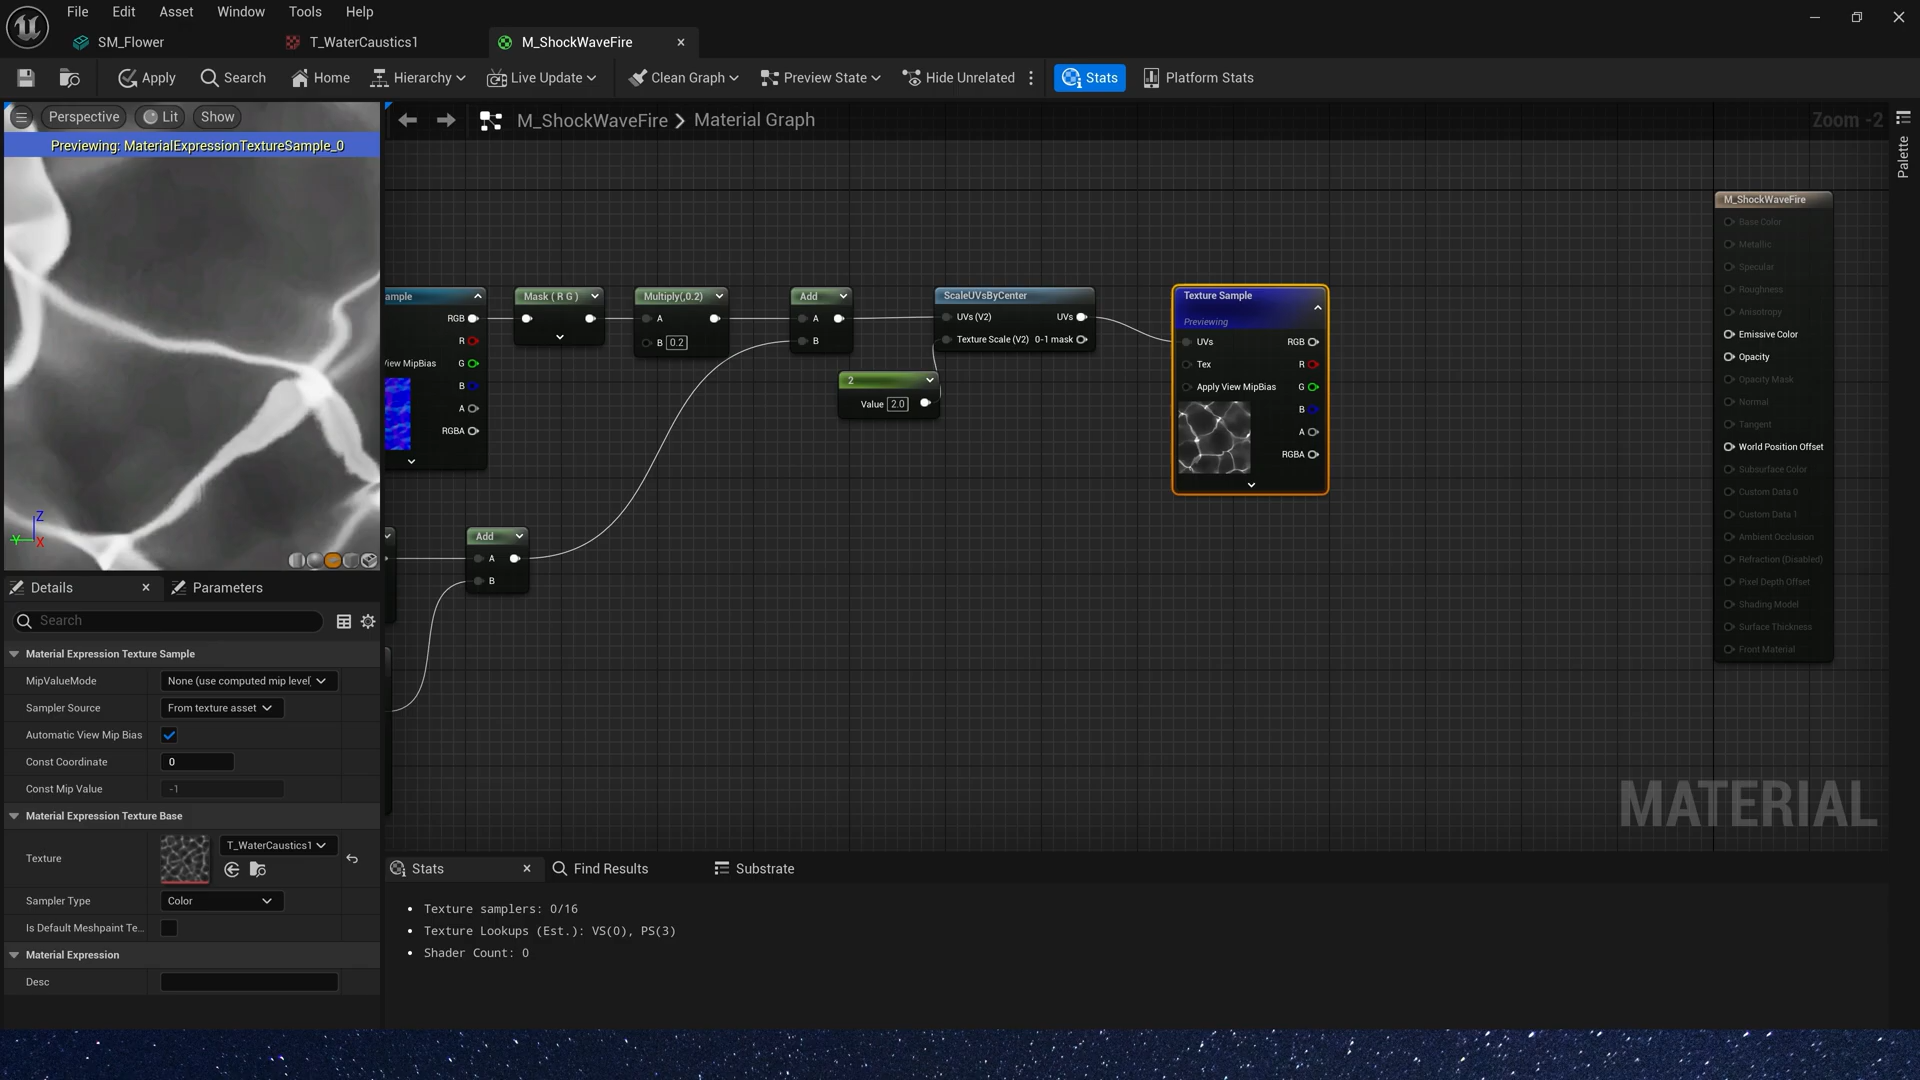 File Edit Asset Window Tools Help
SM_Flower T_WaterCaustics1 M_ShockWaveFire
Apply Search Home Hierarchy Live Update Clean Graph Preview State Hide Unrelated Stats Platform Stats
Perspective Lit Show
Previewing: MaterialExpressionTextureSample_0
M_ShockWaveFire Material Graph
Zoom -2
Palette
ample
RGB
R
View MipBias G
B
A
RGBA
Mask ( R G )
Multiply(,0.2)
A
B 0.2
Add
A
B
ScaleUVsByCenter
UVs (V2) UVs
Texture Scale (V2) 0-1 mask
2
Value 2.0
Texture Sample
Previewing
UVs RGB
Tex R
Apply View MipBias G
B
A
RGBA
Add
A
B
M_ShockWaveFire
Base Color
Metallic
Specular
Roughness
Anisotropy
Emissive Color
Opacity
Opacity Mask
Normal
Tangent
World Position Offset
Subsurface Color
Custom Data 0
Custom Data 1
Ambient Occlusion
Refraction (Disabled)
Pixel Depth Offset
Shading Model
Surface Thickness
Front Material
MATERIAL
Z
Y
X
Details Parameters
Search
Material Expression Texture Sample
MipValueMode None (use computed mip level)
Sampler Source From texture asset
Automatic View Mip Bias
Const Coordinate 0
Const Mip Value -1
Material Expression Texture Base
Texture T_WaterCaustics1
Sampler Type Color
Is Default Meshpaint Te...
Material Expression
Desc
Stats Find Results Substrate
Texture samplers: 0/16
Texture Lookups (Est.): VS(0), PS(3)
Shader Count: 0